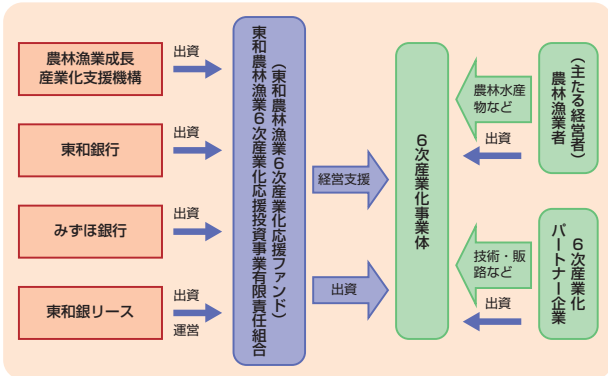 農林漁業成長
産業化支援機構
出資
東和銀行
出資
みずほ銀行
出資
東和銀リース
出資
運営
東和農林漁業6次産業化応援投資事業有限責任組合
（東和農林漁業6次産業化応援ファンド）
経営支援
出資
6次産業化事業体
農林水産
物など
出資
農林漁業者
（主たる経営者）
技術・販
路など
出資
6次産業化
パートナー企業